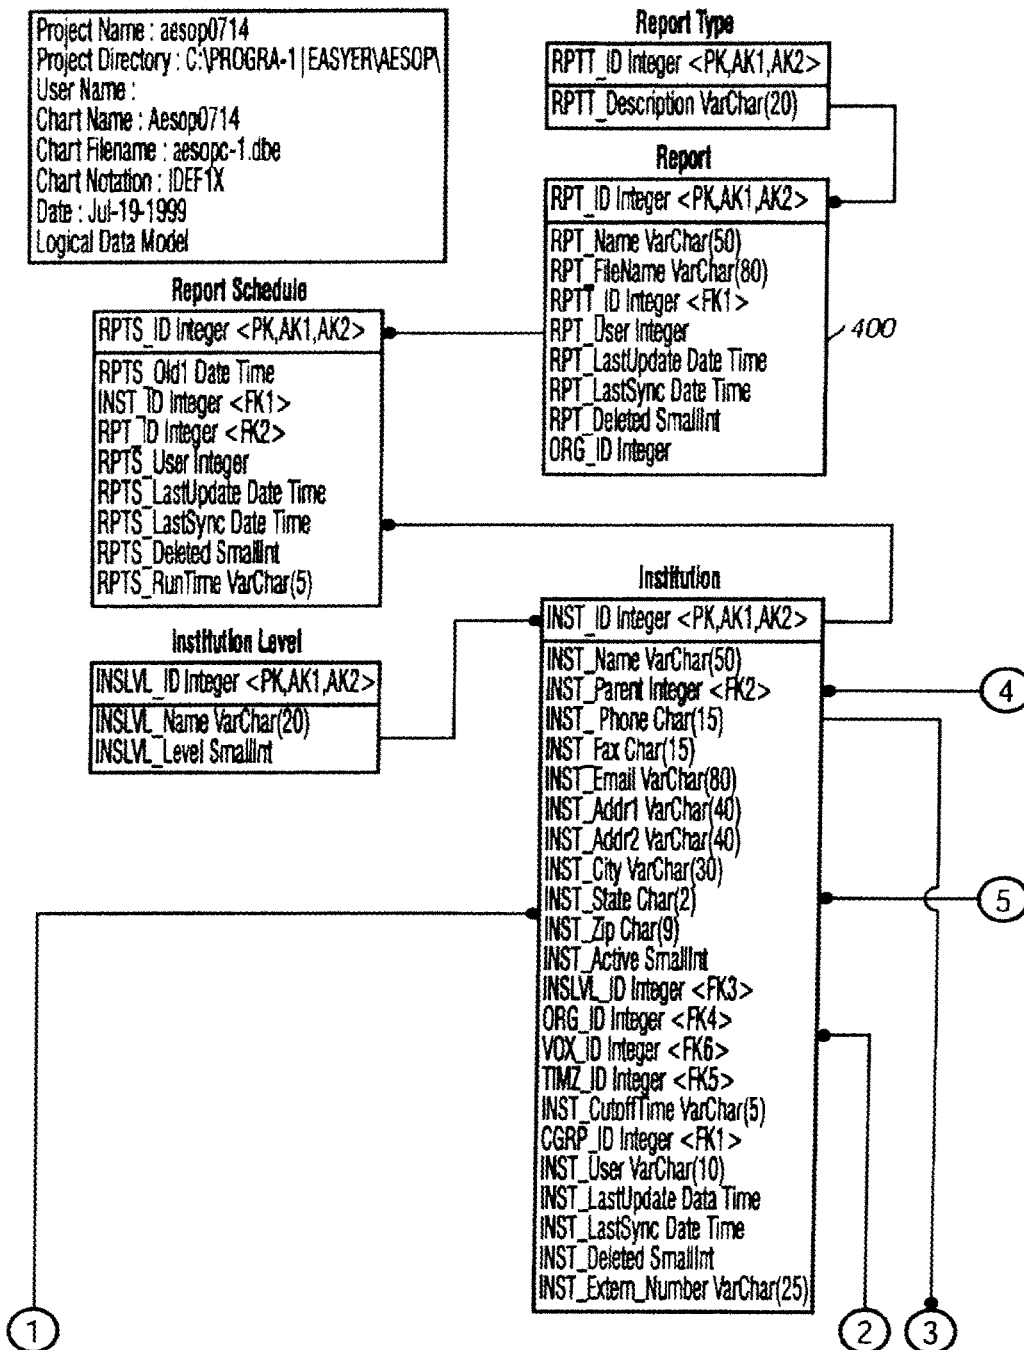 Project Name : aesop0714
Project Directory : C:\PROGRA-1|EASYER\AESOP\
User Name :
Chart Name : Aesop0714
Chart Filename : aesopc-1.dbe
Chart Notation : IDEF1X
Date : Jul-19-1999
Logical Data Model
Report Type
RPTT_ID Integer <PK,AK1,AK2>
RPTT_Description VarChar(20)
Report
RPT_ID Integer <PK,AK1,AK2>
RPT_Name VarChar(50)
RPT_FileName VarChar(80)
RPTT_ID Integer <FK1>
RPT_User Integer
RPT_LastUpdate Date Time
RPT_LastSync Date Time
RPT_Deleted SmallInt
ORG_ID Integer
400
Report Schedule
RPTS_ID Integer <PK,AK1,AK2>
RPTS_Old1 Date Time
INST_ID Integer <FK1>
RPT_ID Integer <FK2>
RPTS_User Integer
RPTS_LastUpdate Date Time
RPTS_LastSync Date Time
RPTS_Deleted SmallInt
RPTS_RunTime VarChar(5)
Institution Level
INSLVL_ID Integer <PK,AK1,AK2>
INSLVL_Name VarChar(20)
INSLVL_Level SmallInt
Institution
INST_ID Integer <PK,AK1,AK2>
INST_Name VarChar(50)
INST_Parent Integer <FK2>
INST_ Phone Char(15)
INST_Fax Char(15)
INST_Email VarChar(80)
INST_Addr1 VarChar(40)
INST_Addr2 VarChar(40)
INST_City VarChar(30)
INST_State Char(2)
INST_Zip Char(9)
INST_Active SmallInt
INSLVL_ID Integer <FK3>
ORG_ID Integer <FK4>
VOX_ID Integer <FK6>
TIMZ_ID Integer <FK5>
INST_CutoffTime VarChar(5)
CGRP_ID Integer <FK1>
INST_User VarChar(10)
INST_LastUpdate Data Time
INST_LastSync Date Time
INST_Deleted SmallInt
INST_Extern_Number VarChar(25)
4
5
1
2
3